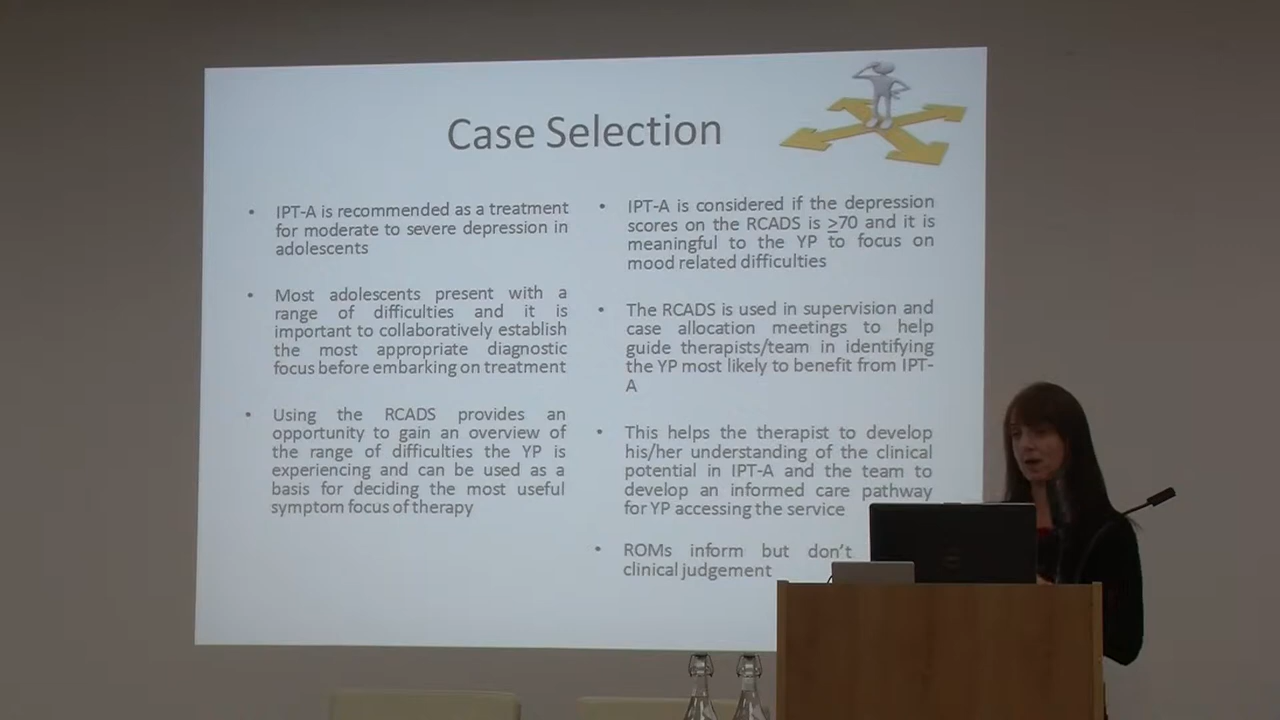 Case Selection
• IPT-A is recommended as a treatment
for moderate to severe depression in
adolescents
• Most adolescents present with a
range of difficulties and it is
important to collaboratively establish
the most appropriate diagnostic
focus before embarking on treatment
• Using the RCADS provides an
opportunity to gain an overview of
the range of difficulties the YP is
experiencing and can be used as a
basis for deciding the most useful
symptom focus of therapy
• IPT-A is considered if the depression
scores on the RCADS is ≥70 and it is
meaningful to the YP to focus on
mood related difficulties
• The RCADS is used in supervision and
case allocation meetings to help
guide therapists/team in identifying
the YP most likely to benefit from IPT-
A
• This helps the therapist to develop
his/her understanding of the clinical
potential in IPT-A and the team to
develop an informed care pathway
for YP accessing the service
• ROMs inform but don't
clinical judgement